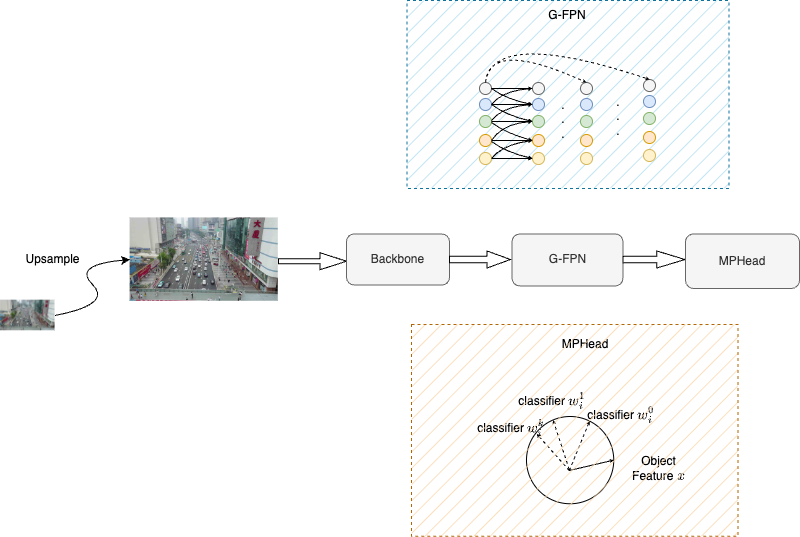 G-FPN
Upsample
Backbone
G-FPN
MPHead
MPHead
classifier $w_i^1$
classifier $w_i^0$
classifier $w_i^k$
Object
Feature $x$